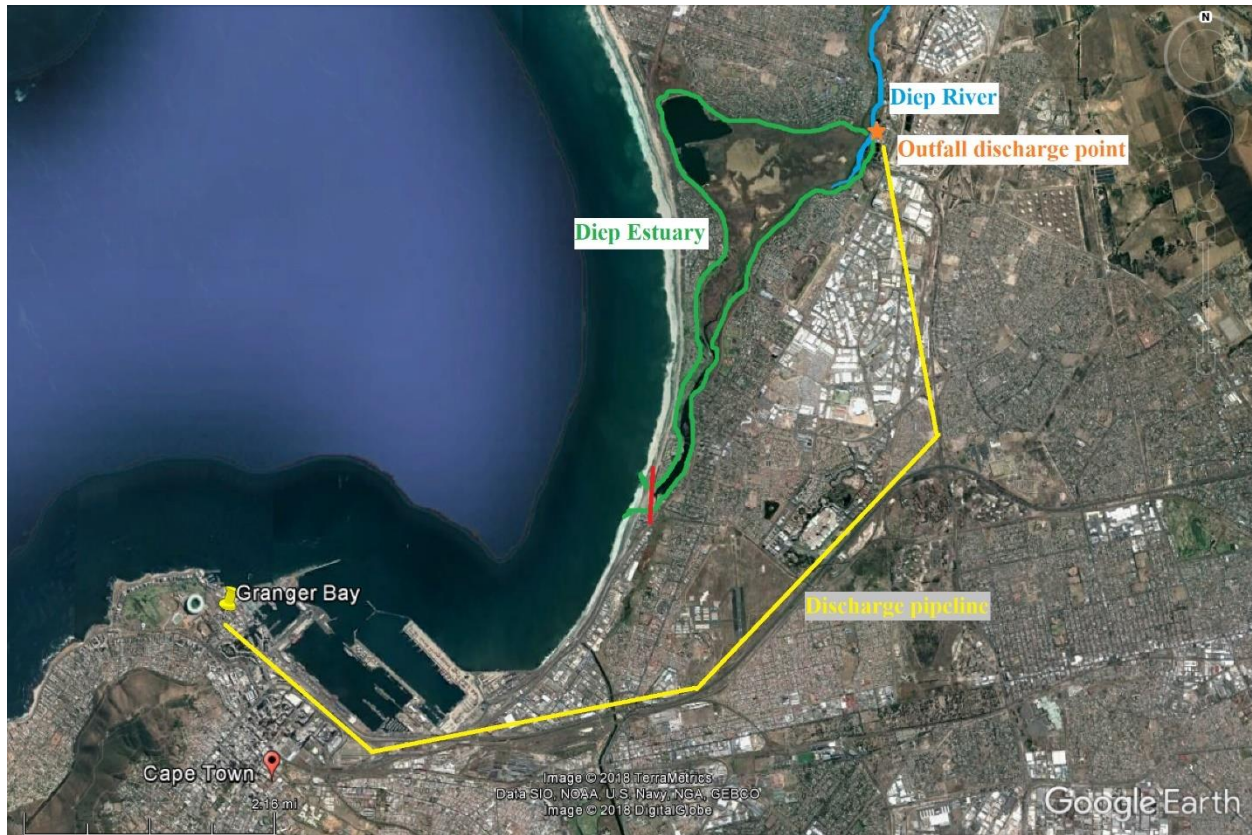 N
Diep River
Outfall discharge point
Diep Estuary
Granger Bay
Discharge pipeline
Cape Town
2.16 mi
Image © 2018 TerraMetrics
Data SIO, NOAA, U.S. Navy, NGA, GEBCO
Image © 2018 DigitalGlobe
Google Earth